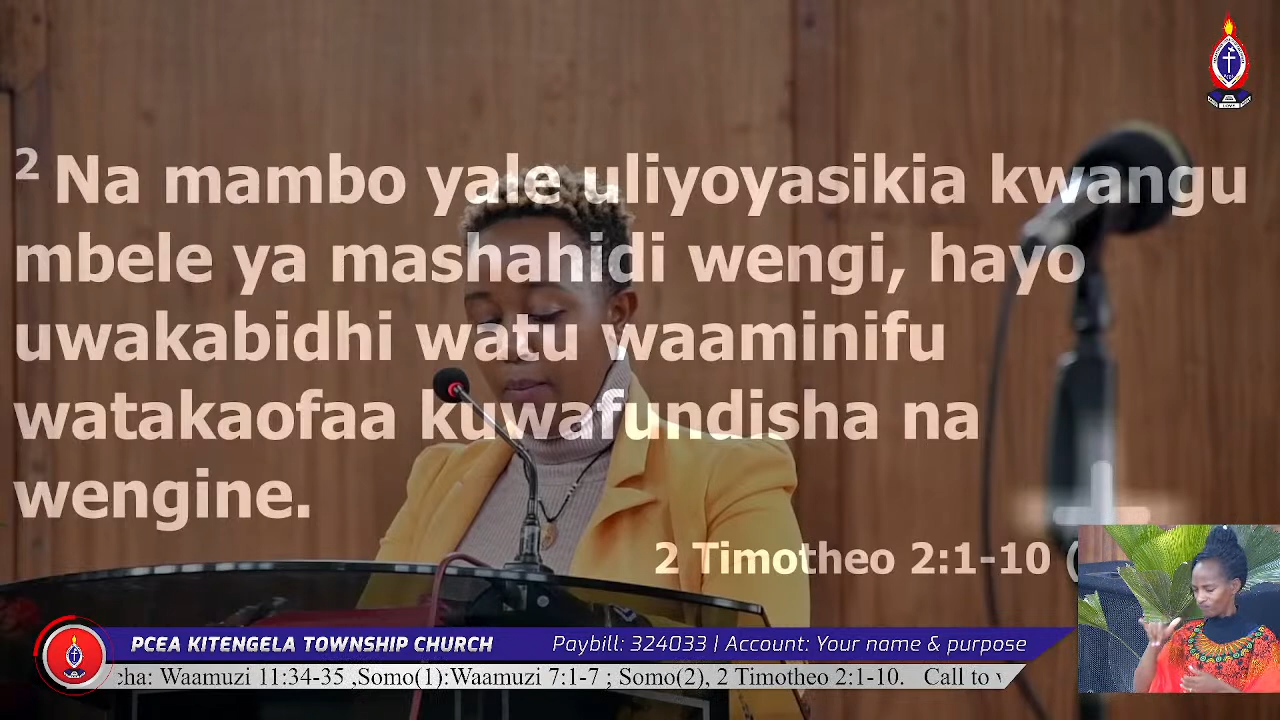 2 Na mambo yale uliyoyasikia kwangu
mbele ya mashahidi wengi, hayo
uwakabidhi watu waaminifu
watakaofaa kuwafundisha na
wengine.
2 Timotheo 2:1-10 (
PCEA KITENGELA TOWNSHIP CHURCH
Paybill: 324033 | Account: Your name & purpose
cha: Waamuzi 11:34-35 ,Somo(1):Waamuzi 7:1-7 ; Somo(2), 2 Timotheo 2:1-10. Call to